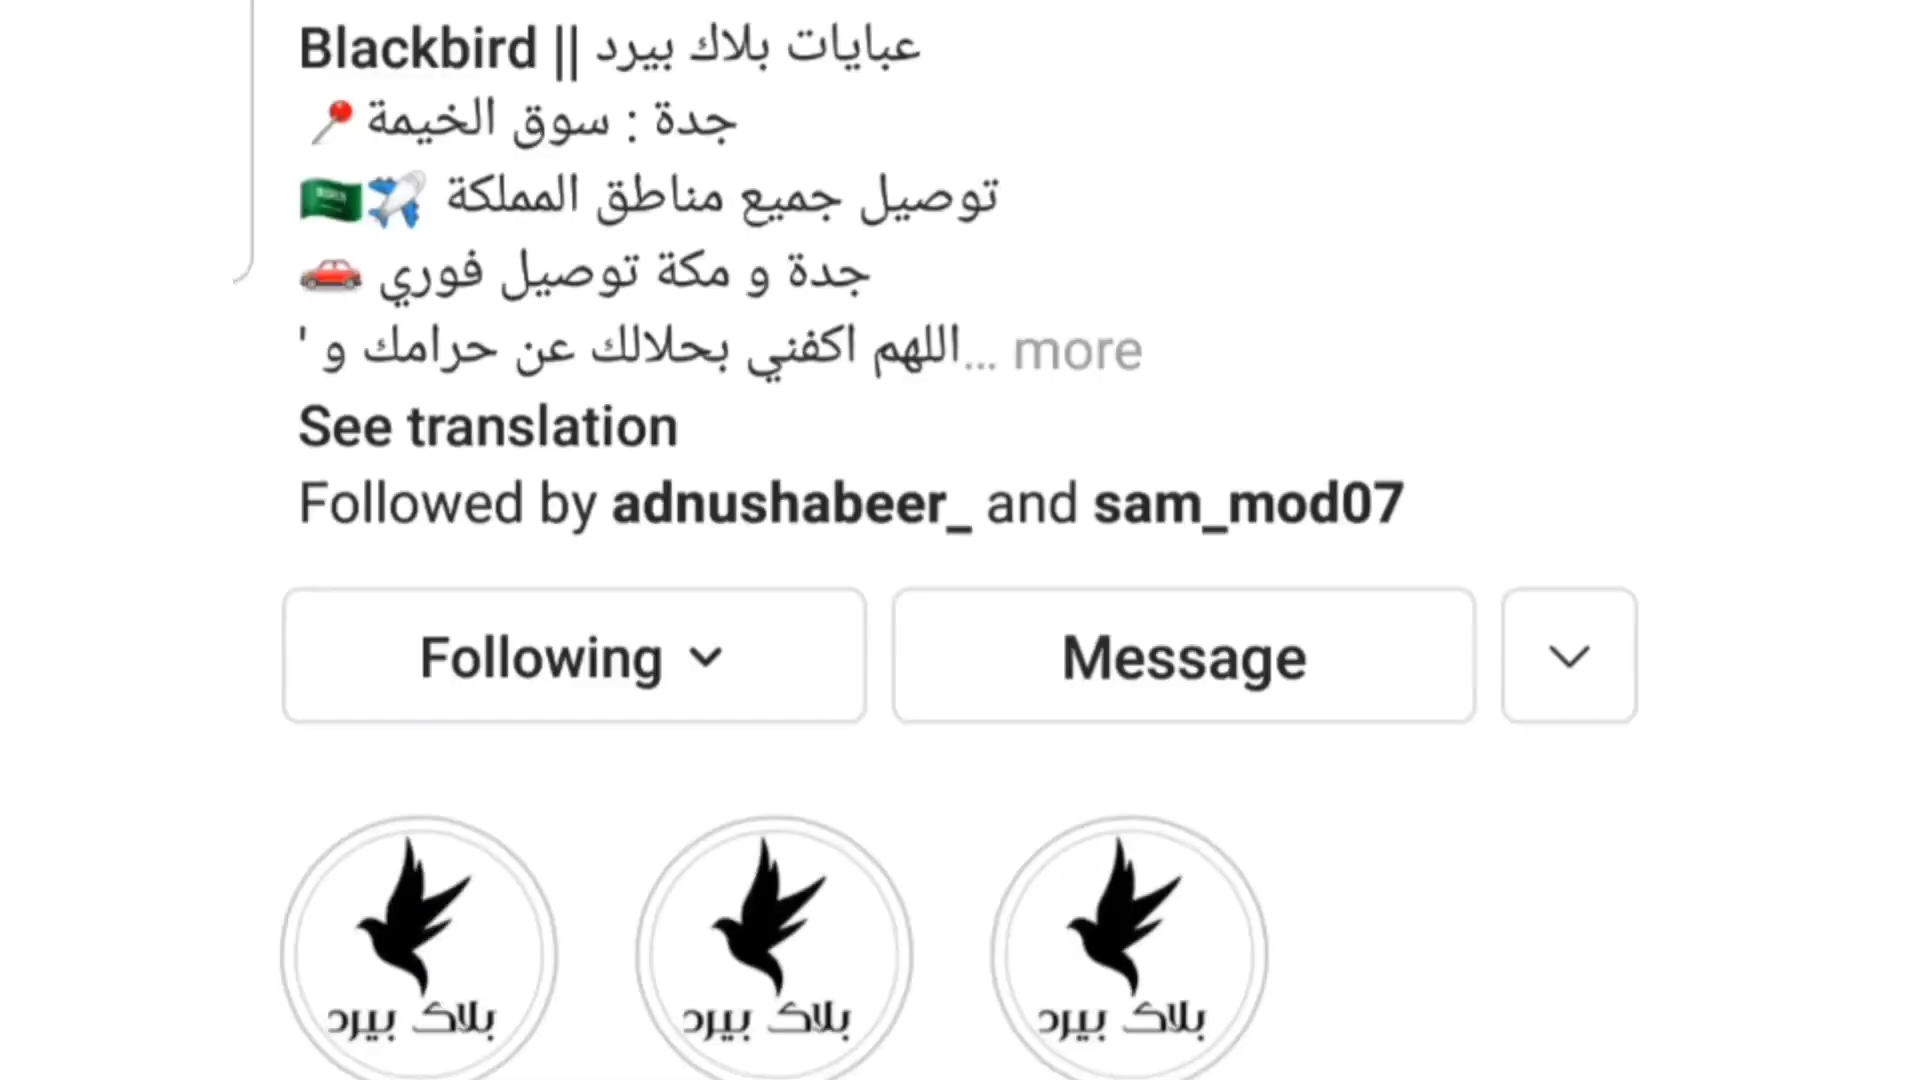 Blackbird || عبايات بلاك بيرد
جدة : سوق الخيمة📍
توصيل جميع مناطق المملكة ✈️🇸🇦
جدة و مكة توصيل فوري 🚗
اللهم اكفني بحلالك عن حرامك و '... more
See translation
Followed by adnushabeer_ and sam_mod07
Following
Message
بلاك بيرد
بلاك بيرد
بلاك بيرد